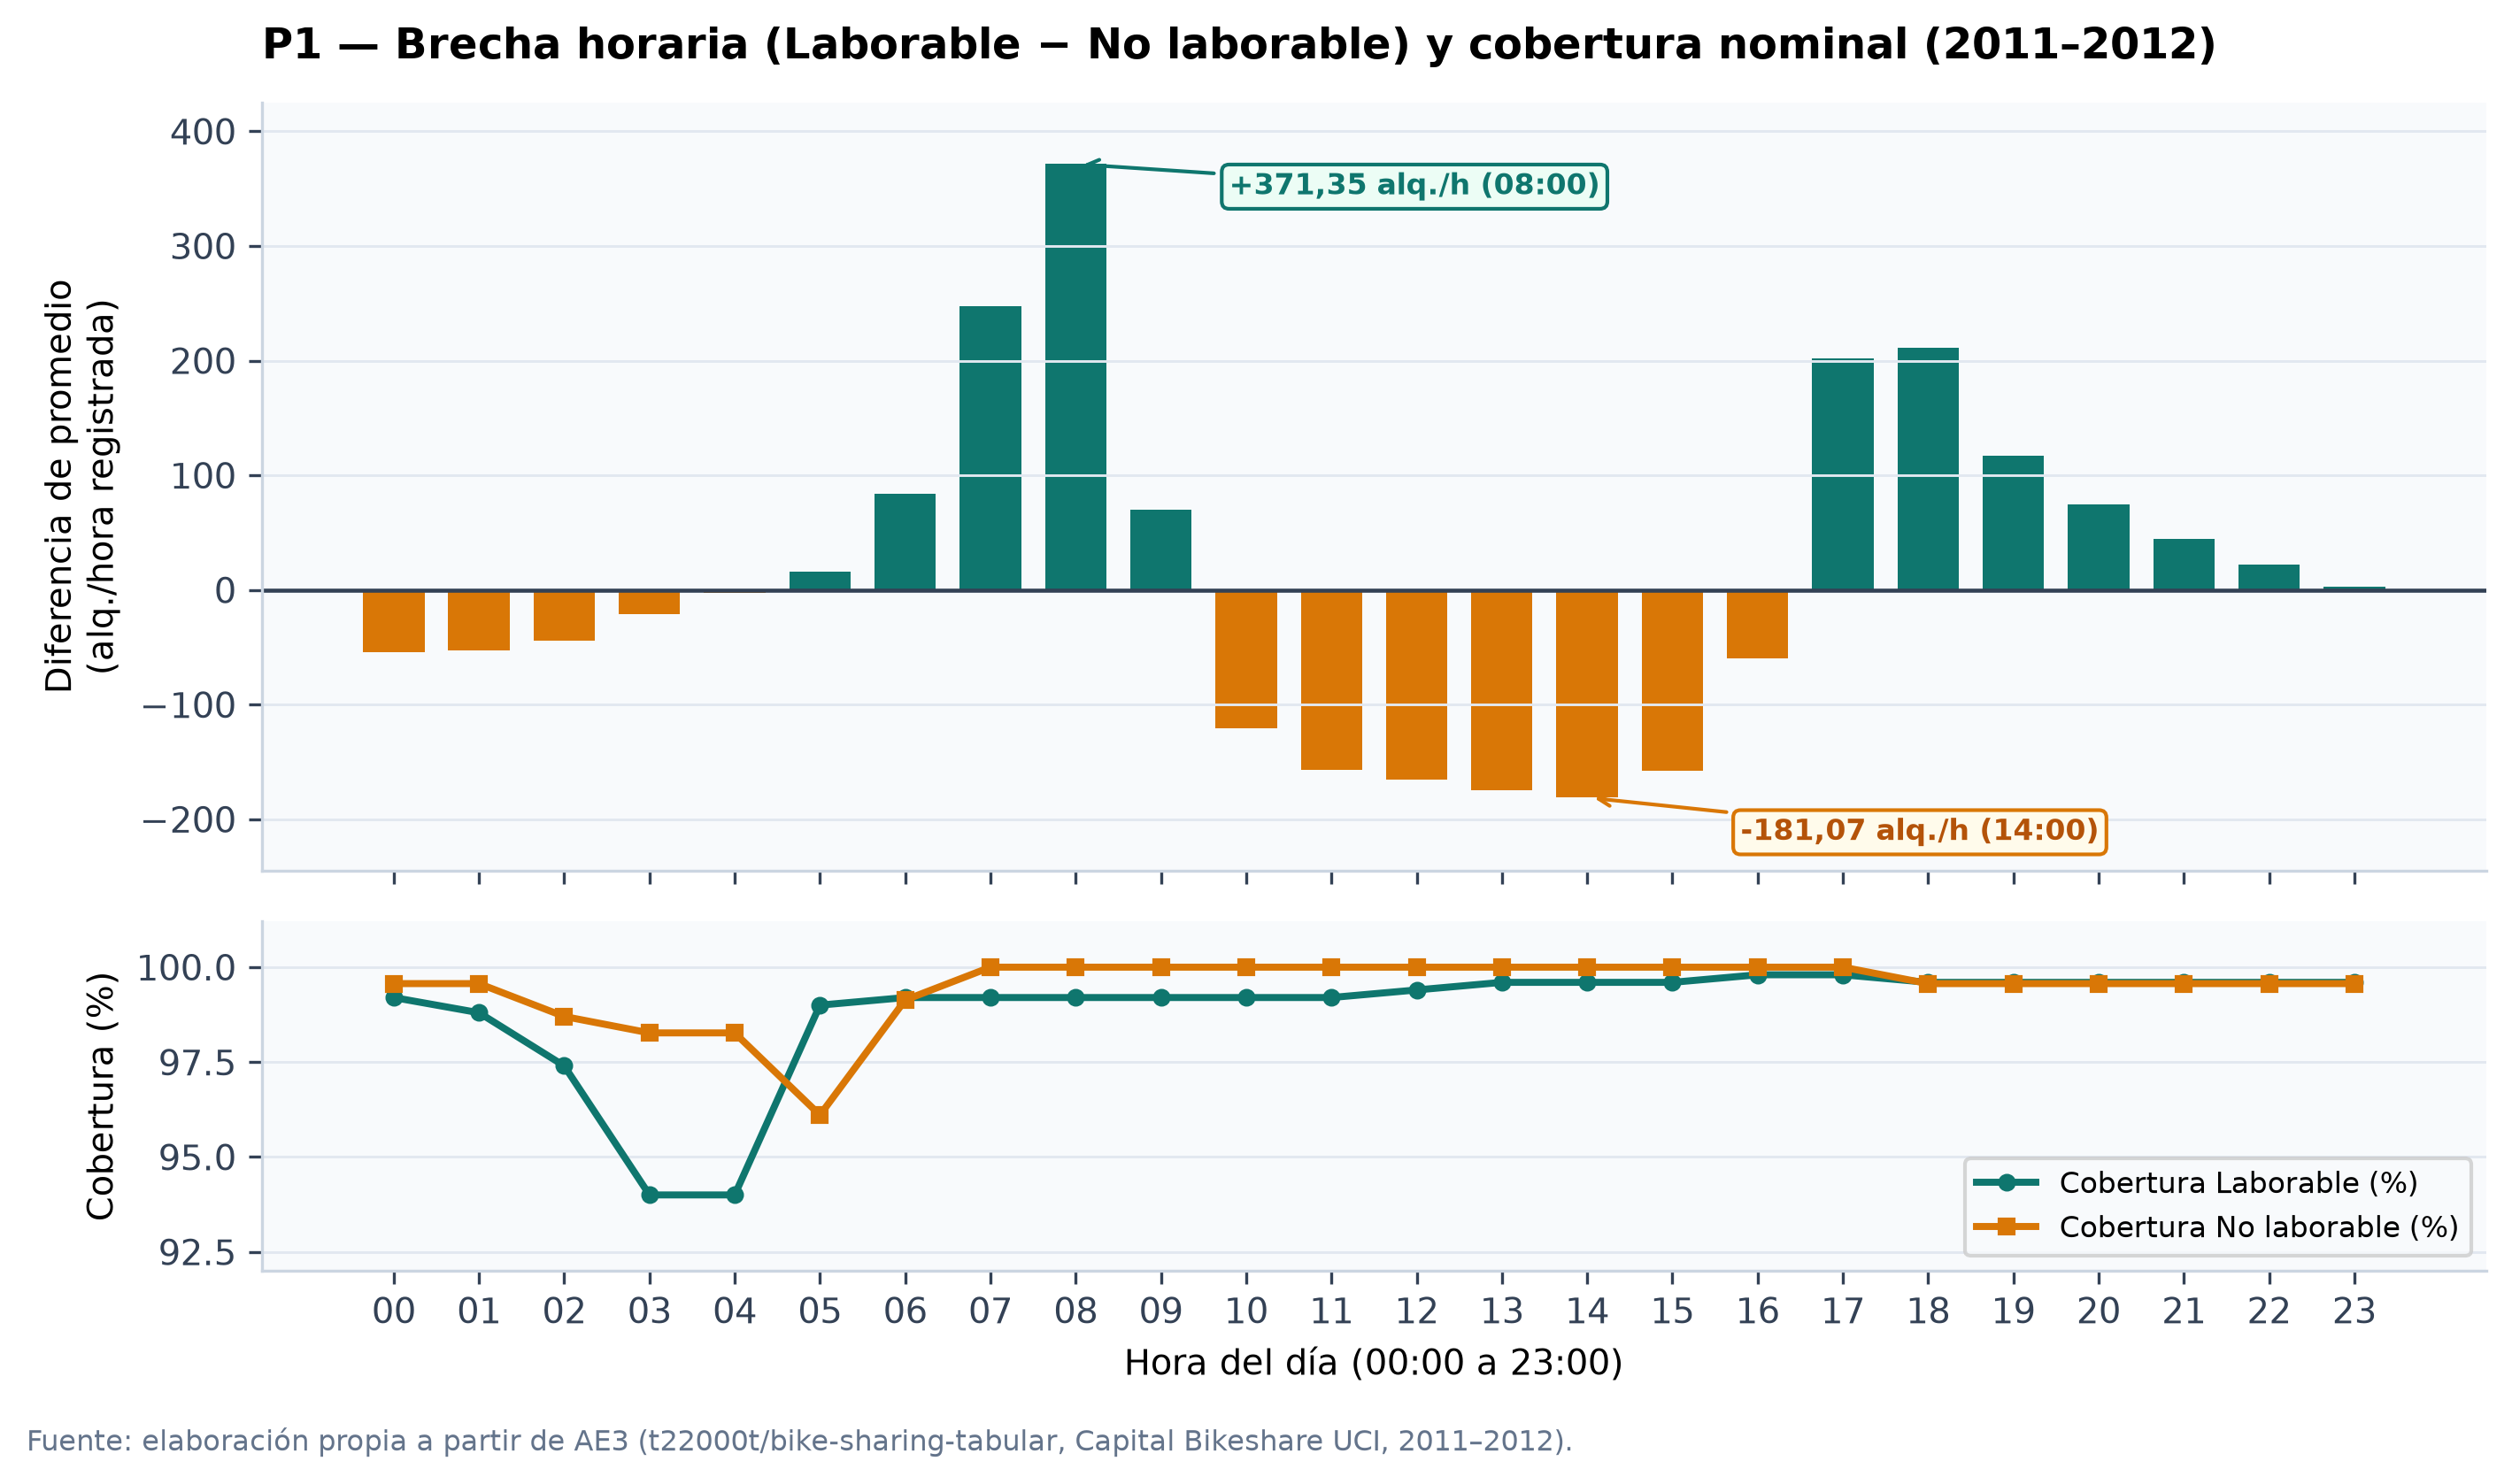 P1 — Brecha horaria (Laborable − No laborable) y cobertura nominal (2011–2012)
Diferencia de promedio
(alq./hora registrada)
400
300
200
100
0
−100
−200
+371,35 alq./h (08:00)
-181,07 alq./h (14:00)
Cobertura (%)
100.0
97.5
95.0
92.5
Cobertura Laborable (%)
Cobertura No laborable (%)
00 01 02 03 04 05 06 07 08 09 10 11 12 13 14 15 16 17 18 19 20 21 22 23
Hora del día (00:00 a 23:00)
Fuente: elaboración propia a partir de AE3 (t22000t/bike-sharing-tabular, Capital Bikeshare UCI, 2011–2012).